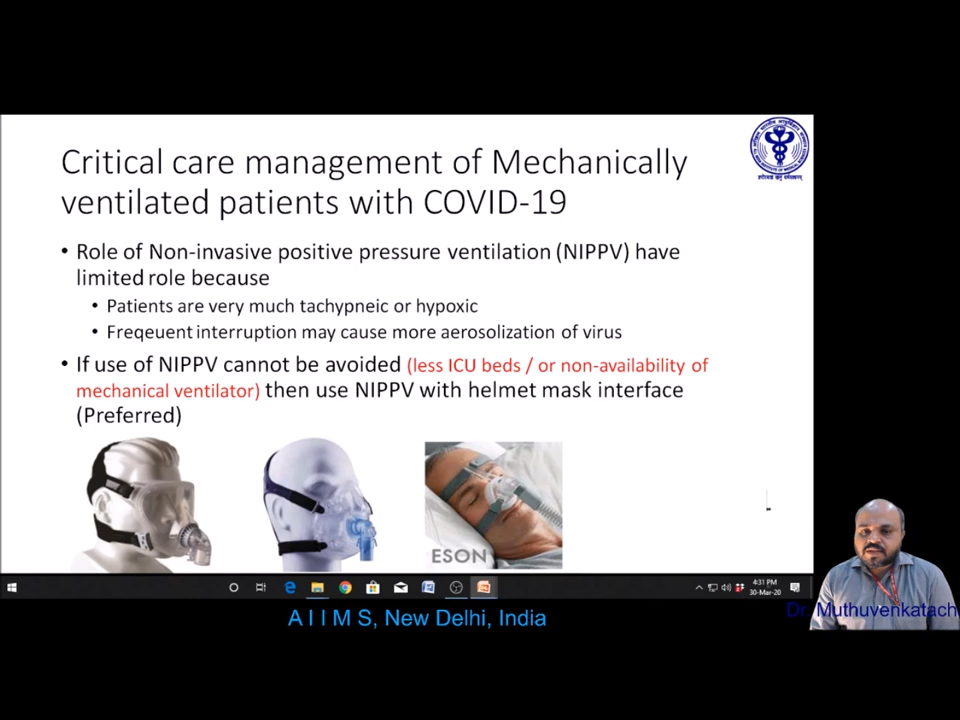 Critical care management of Mechanically
ventilated patients with COVID-19
• Role of Non-invasive positive pressure ventilation (NIPPV) have
limited role because
• Patients are very much tachypneic or hypoxic
• Freqeuent interruption may cause more aerosolization of virus
• If use of NIPPV cannot be avoided (less ICU beds / or non-availability of
mechanical ventilator) then use NIPPV with helmet mask interface
(Preferred)
ESON
4:31 PM
30-Mar-20
Dr. Muthuvenkatach
A I I M S, New Delhi, India